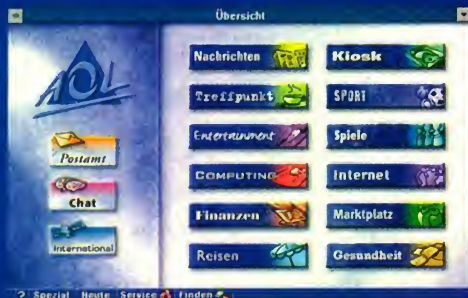 Übersicht
AOL
Postamt
Chat
International
Nachrichten
Treffpunkt
Entertainment
COMPUTING
Finanzen
Reisen
Kiosk
SPORT
Spiele
Internet
Marktplatz
Gesundheit
? Spezial Heute Service Finden